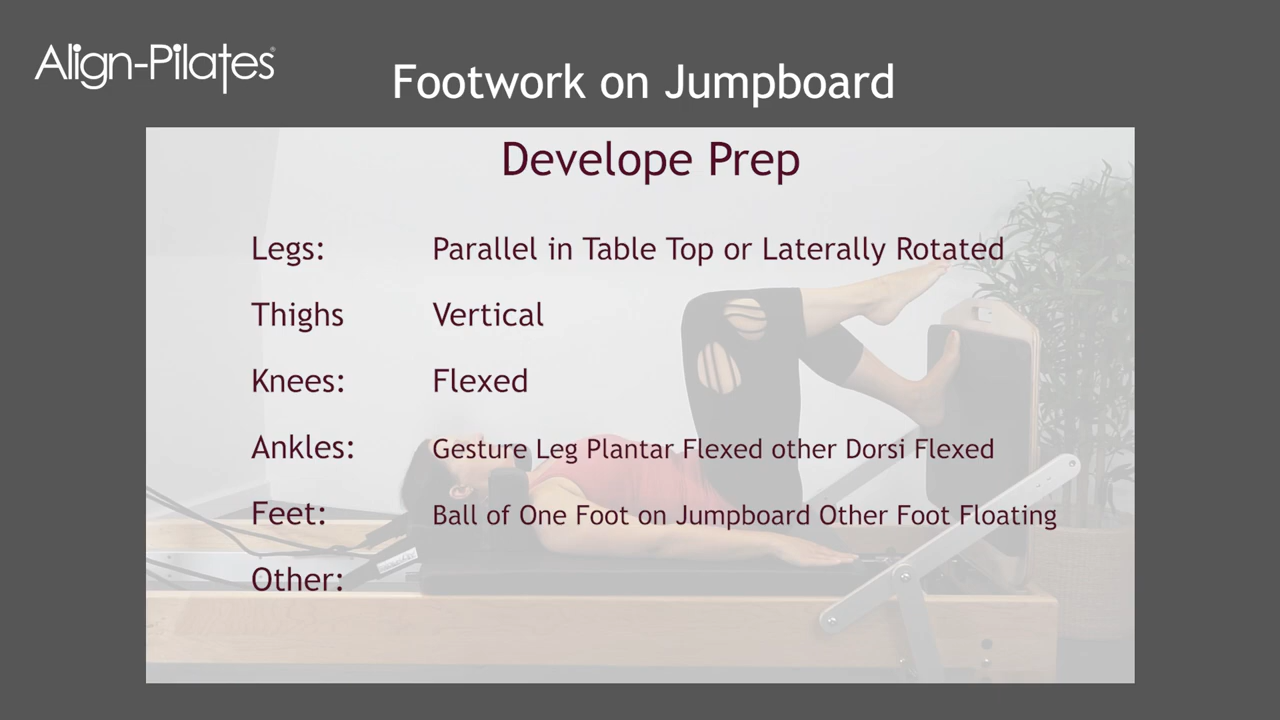 Align-Pilates
Footwork on Jumpboard
Develope Prep
Legs: Parallel in Table Top or Laterally Rotated
Thighs Vertical
Knees: Flexed
Ankles: Gesture Leg Plantar Flexed other Dorsi Flexed
Feet: Ball of One Foot on Jumpboard Other Foot Floating
Other: